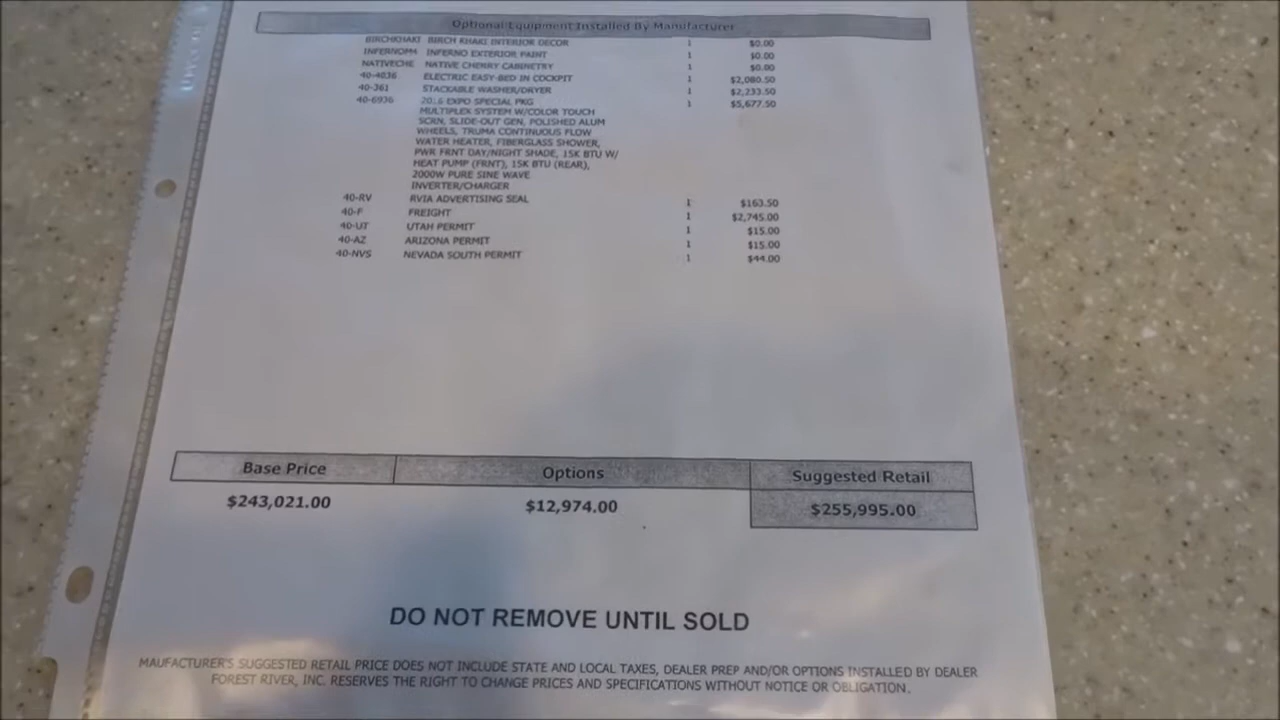 Optional Equipment Installed By Manufacturer
BIRCHKHAKI BIRCH KHAKI INTERIOR DECOR 1 $0.00
INFERNOPM INFERNO EXTERIOR PAINT 1 $0.00
NATIVECHE NATIVE CHERRY CABINETRY 1 $0.00
40-4836 ELECTRIC EASY-BED IN COCKPIT 1 $2,080.50
40-361 STACKABLE WASHER/DRYER 1 $2,233.50
40-6936 2016 EXPO SPECIAL PKG 1 $5,677.50
MULTIPLEX SYSTEM W/COLOR TOUCH
SCRN, SLIDE-OUT GEN, POLISHED ALUM
WHEELS, TRUMA CONTINUOUS FLOW
WATER HEATER, FIBERGLASS SHOWER,
PWR FRNT DAY/NIGHT SHADE, 15K BTU W/
HEAT PUMP (FRNT), 15K BTU (REAR),
2000W PURE SINE WAVE
INVERTER/CHARGER
40-RV RVIA ADVERTISING SEAL 1 $163.50
40-F FREIGHT 1 $2,745.00
40-UT UTAH PERMIT 1 $15.00
40-AZ ARIZONA PERMIT 1 $15.00
40-NVS NEVADA SOUTH PERMIT 1 $44.00
Base Price Options Suggested Retail
$243,021.00 $12,974.00 $255,995.00
DO NOT REMOVE UNTIL SOLD
MAUFACTURER'S SUGGESTED RETAIL PRICE DOES NOT INCLUDE STATE AND LOCAL TAXES, DEALER PREP AND/OR OPTIONS INSTALLED BY DEALER
FOREST RIVER, INC. RESERVES THE RIGHT TO CHANGE PRICES AND SPECIFICATIONS WITHOUT NOTICE OR OBLIGATION.